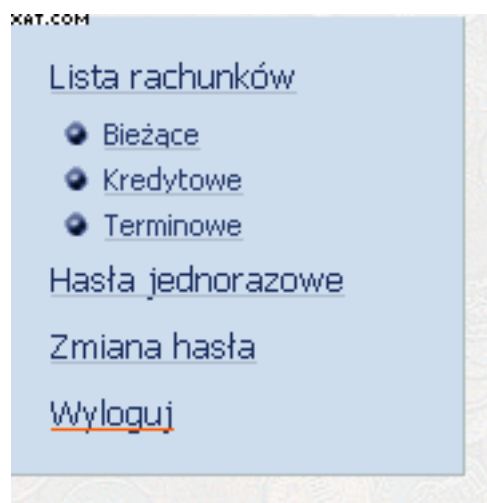 XAT.COM
Lista rachunków
Bieżące
Kredytowe
Terminowe
Hasła jednorazowe
Zmiana hasła
Wyloguj